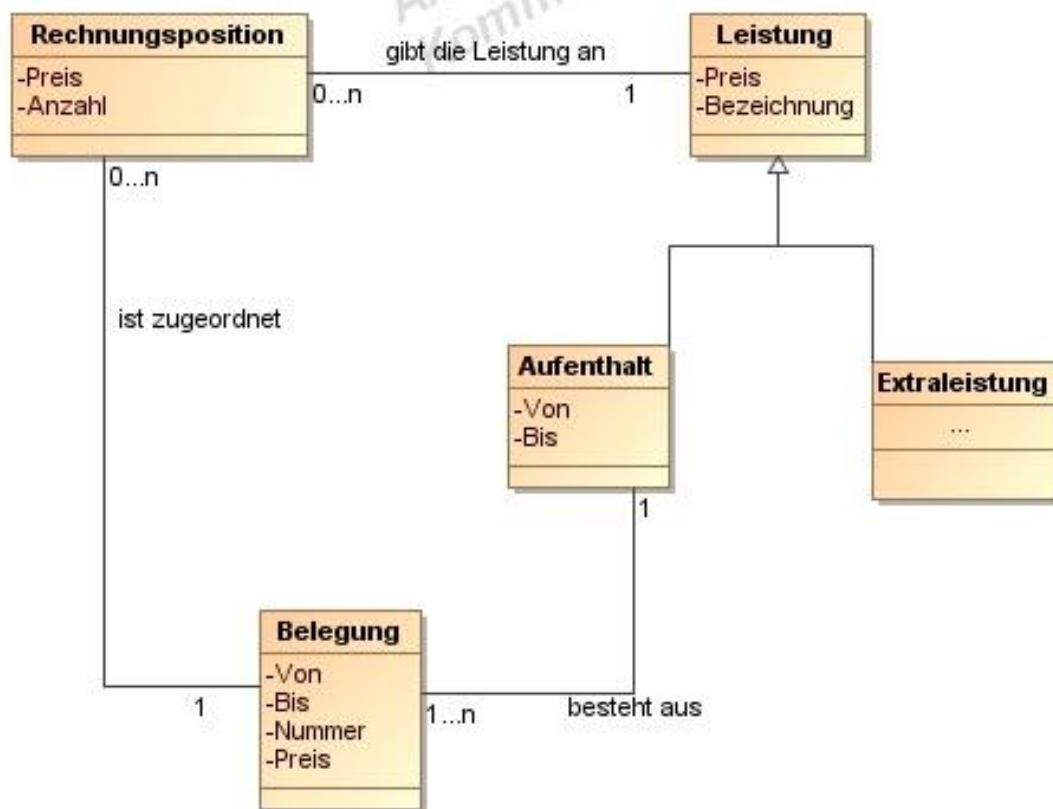 Rechnungsposition
-Preis
-Anzahl
gibt die Leistung an
0...n
1
Leistung
-Preis
-Bezeichnung
0...n
ist zugeordnet
Aufenthalt
-Von
-Bis
Extraleistung
...
1
Belegung
-Von
-Bis
-Nummer
-Preis
1
1...n
besteht aus